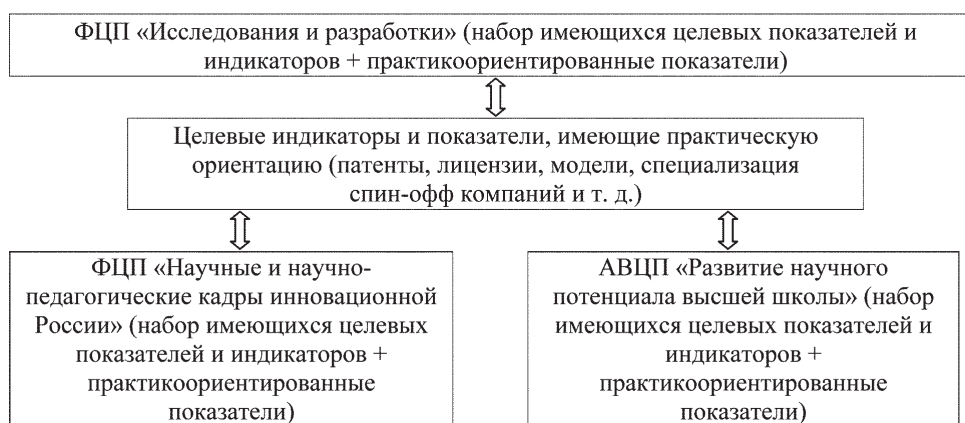 ФЦП «Исследования и разработки» (набор имеющихся целевых показателей и
индикаторов + практикоориентированные показатели)
Целевые индикаторы и показатели, имеющие практическую
ориентацию (патенты, лицензии, модели, специализация
спин-офф компаний и т. д.)
ФЦП «Научные и научно-
педагогические кадры инновационной
России» (набор имеющихся целевых
показателей и индикаторов +
практикоориентированные
показатели)
АВЦП «Развитие научного
потенциала высшей школы» (набор
имеющихся целевых показателей и
индикаторов +
практикоориентированные
показатели)